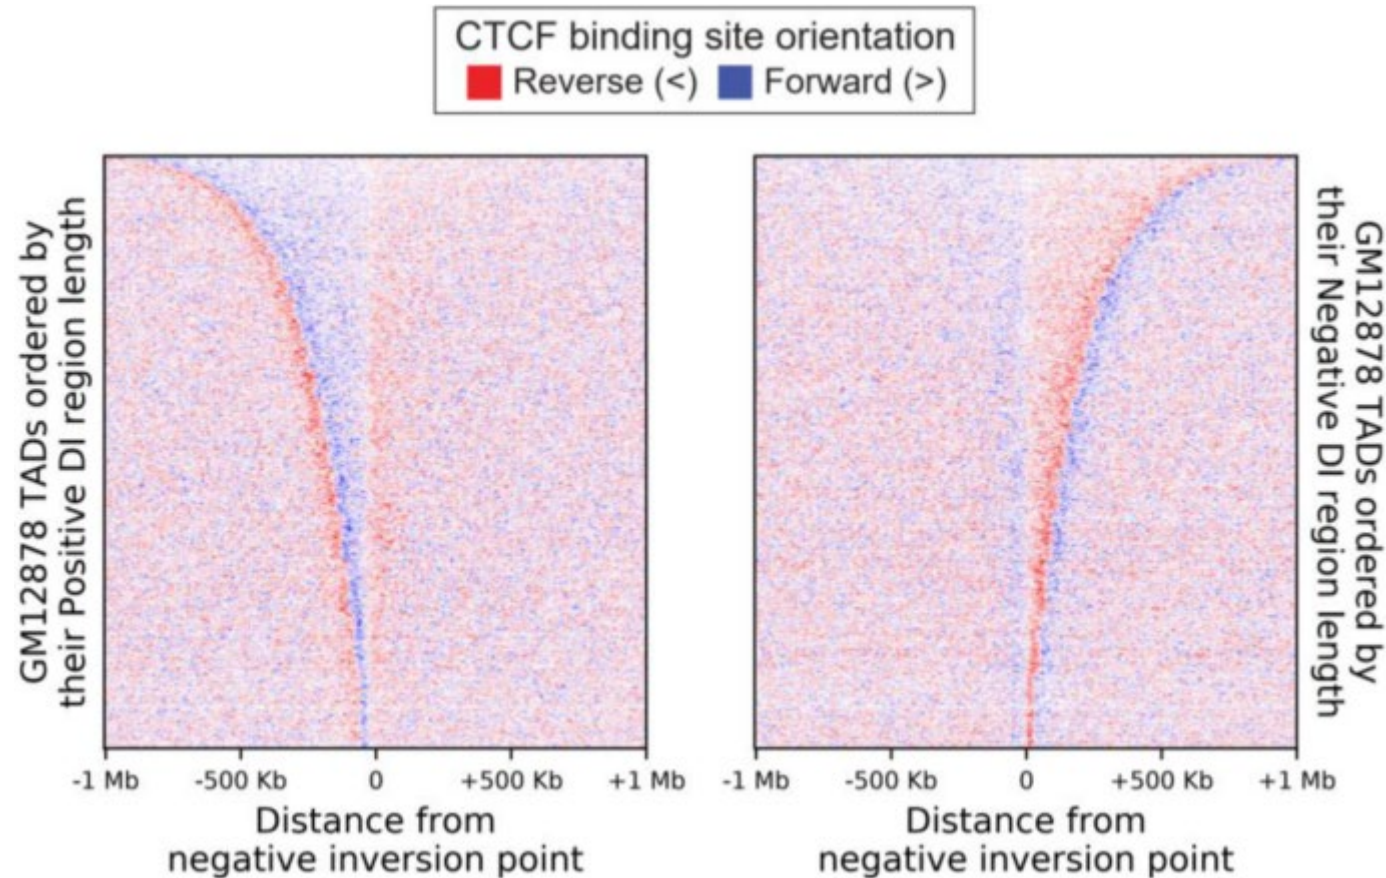 CTCF binding site orientation
Reverse (<) Forward (>)
GM12878 TADs ordered by
their Positive DI region length
-1 Mb -500 Kb 0 +500 Kb +1 Mb
Distance from
negative inversion point
-1 Mb -500 Kb 0 +500 Kb +1 Mb
Distance from
negative inversion point
GM12878 TADs ordered by
their Negative DI region length